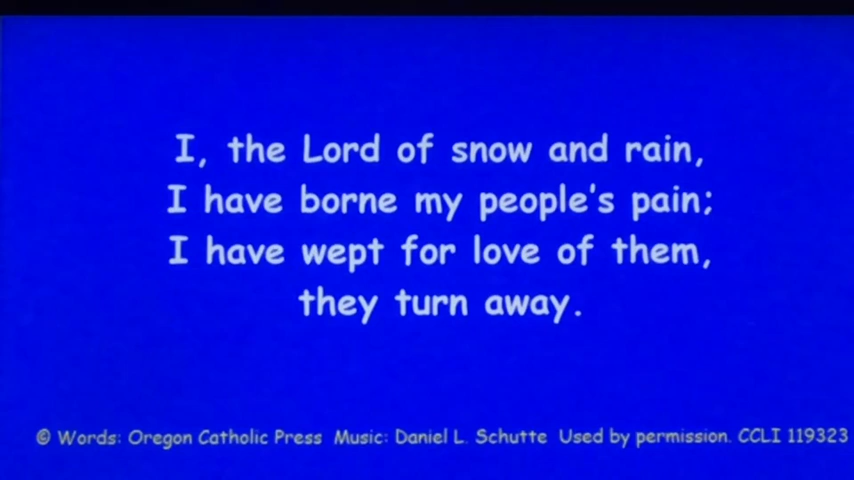 I, the Lord of snow and rain,
I have borne my people's pain;
I have wept for love of them,
they turn away.
© Words: Oregon Catholic Press Music: Daniel L. Schutte Used by permission. CCLI 119323